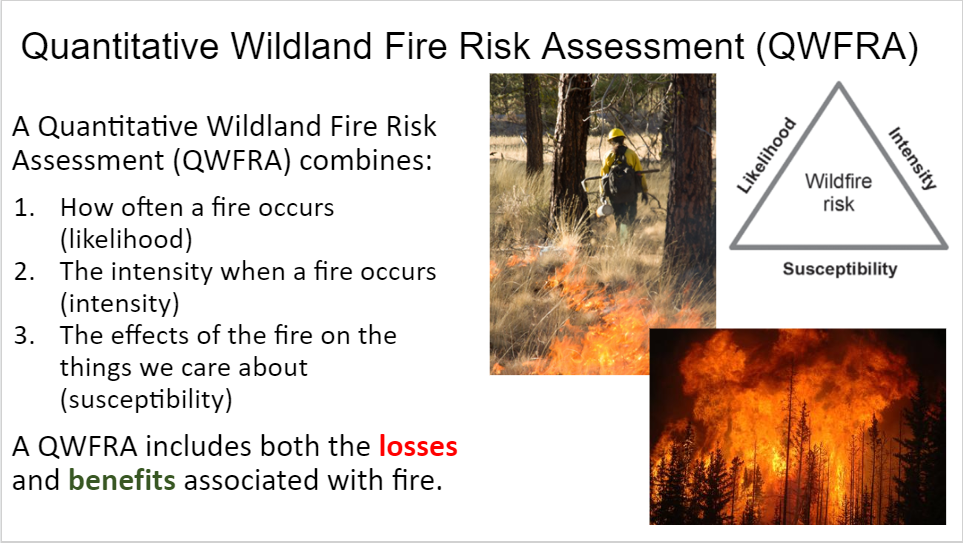 Quantitative Wildland Fire Risk Assessment (QWFRA)
A Quantitative Wildland Fire Risk
Assessment (QWFRA) combines:
1. How often a fire occurs
(likelihood)
2. The intensity when a fire occurs
(intensity)
3. The effects of the fire on the
things we care about
(susceptibility)
A QWFRA includes both the losses
and benefits associated with fire.
Likelihood
Intensity
Wildfire
risk
Susceptibility